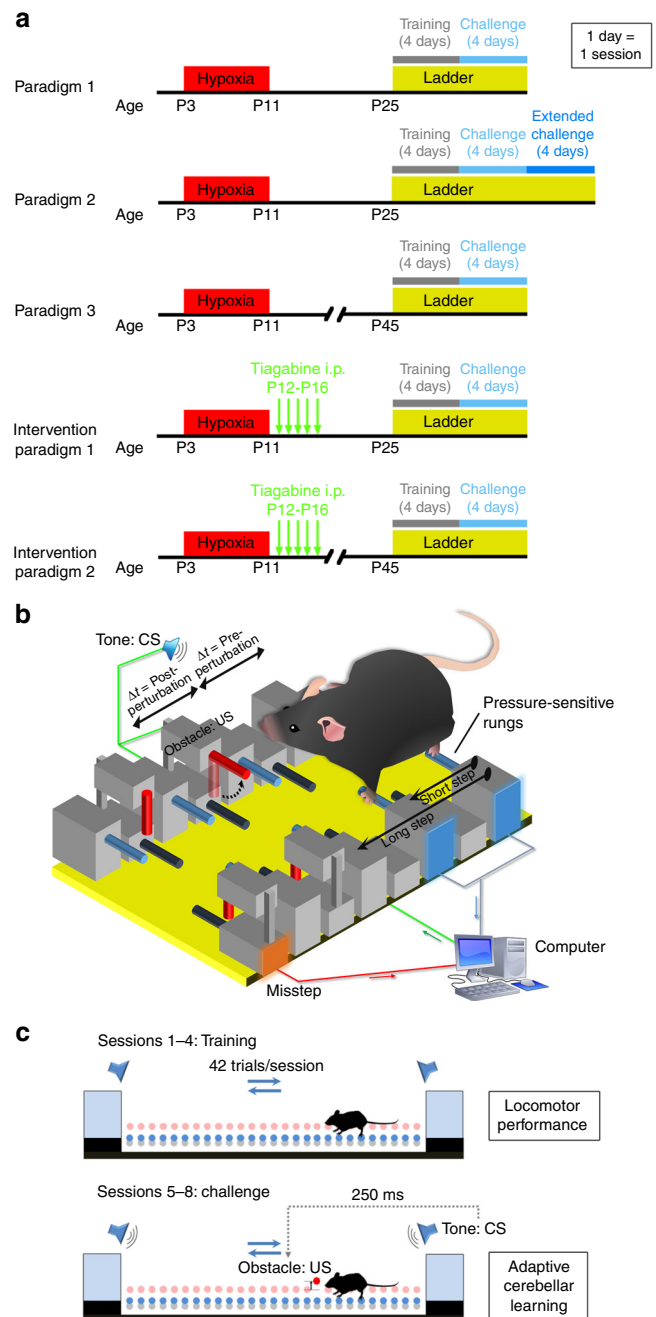 a
Training
(4 days)
Challenge
(4 days)
1 day =
1 session
Hypoxia
Ladder
Paradigm 1
Age
P3
P11
P25
Training
(4 days)
Challenge
(4 days)
Extended
challenge
(4 days)
Hypoxia
Ladder
Paradigm 2
Age
P3
P11
P25
Training
(4 days)
Challenge
(4 days)
Hypoxia
Ladder
Paradigm 3
Age
P3
P11
P45
Tiagabine i.p.
P12-P16
Training
(4 days)
Challenge
(4 days)
Hypoxia
Ladder
Intervention
paradigm 1
Age
P3
P11
P25
Tiagabine i.p.
P12-P16
Training
(4 days)
Challenge
(4 days)
Hypoxia
Ladder
Intervention
paradigm 2
Age
P3
P11
P45
b
Tone: CS
Δt = Post-
perturbation
Δt = Pre-
perturbation
Obstacle: US
Pressure-sensitive
rungs
Short step
Long step
Computer
Misstep
c
Sessions 1–4: Training
42 trials/session
Locomotor
performance
Sessions 5–8: challenge
250 ms
Tone: CS
Obstacle: US
Adaptive
cerebellar
learning